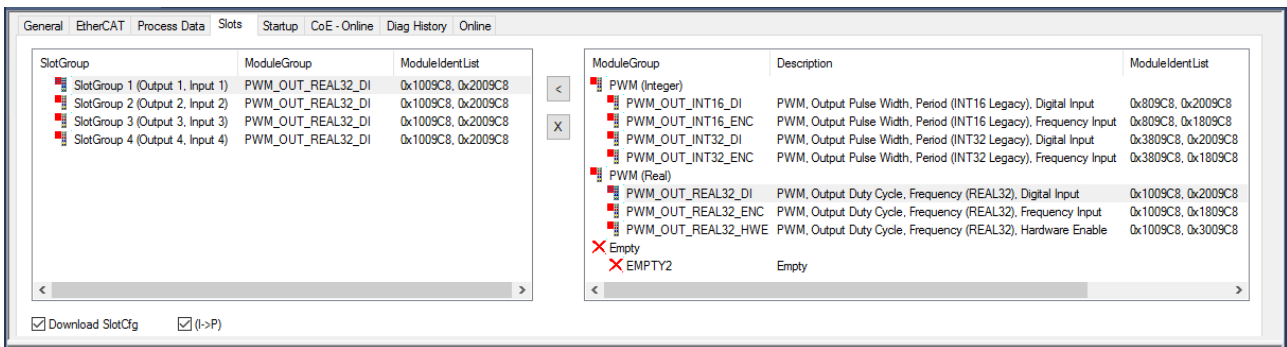 General EtherCAT Process Data Slots Startup CoE - Online Diag History Online
SlotGroup ModuleGroup ModuleIdentList
SlotGroup 1 (Output 1, Input 1) PWM_OUT_REAL32_DI 0x1009C8, 0x2009C8
SlotGroup 2 (Output 2, Input 2) PWM_OUT_REAL32_DI 0x1009C8, 0x2009C8
SlotGroup 3 (Output 3, Input 3) PWM_OUT_REAL32_DI 0x1009C8, 0x2009C8
SlotGroup 4 (Output 4, Input 4) PWM_OUT_REAL32_DI 0x1009C8, 0x2009C8
<
X
ModuleGroup Description ModuleIdentList
PWM (Integer)
PWM_OUT_INT16_DI PWM, Output Pulse Width, Period (INT16 Legacy), Digital Input 0x809C8, 0x2009C8
PWM_OUT_INT16_ENC PWM, Output Pulse Width, Period (INT16 Legacy), Frequency Input 0x809C8, 0x1809C8
PWM_OUT_INT32_DI PWM, Output Pulse Width, Period (INT32 Legacy), Digital Input 0x3809C8, 0x2009C8
PWM_OUT_INT32_ENC PWM, Output Pulse Width, Period (INT32 Legacy), Frequency Input 0x3809C8, 0x1809C8
PWM (Real)
PWM_OUT_REAL32_DI PWM, Output Duty Cycle, Frequency (REAL32), Digital Input 0x1009C8, 0x2009C8
PWM_OUT_REAL32_ENC PWM, Output Duty Cycle, Frequency (REAL32), Frequency Input 0x1009C8, 0x1809C8
PWM_OUT_REAL32_HWE PWM, Output Duty Cycle, Frequency (REAL32), Hardware Enable 0x1009C8, 0x3009C8
Empty
EMPTY2 Empty
Download SlotCfg (I->P)